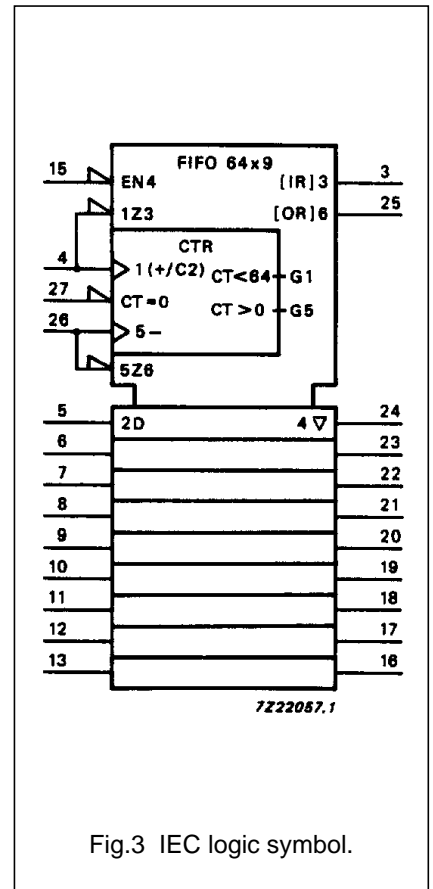 FIFO 64x9
15 EN4 [IR] 3 3
1Z3 [OR] 6 25
CTR
4 1 (+/C2) CT<64 G1
27 CT=0 CT>0 G5
26 5−
5Z6
5 2D 4 ▽ 24
6 23
7 22
8 21
9 20
10 19
11 18
12 17
13 16
7Z22057.1
Fig.3 IEC logic symbol.